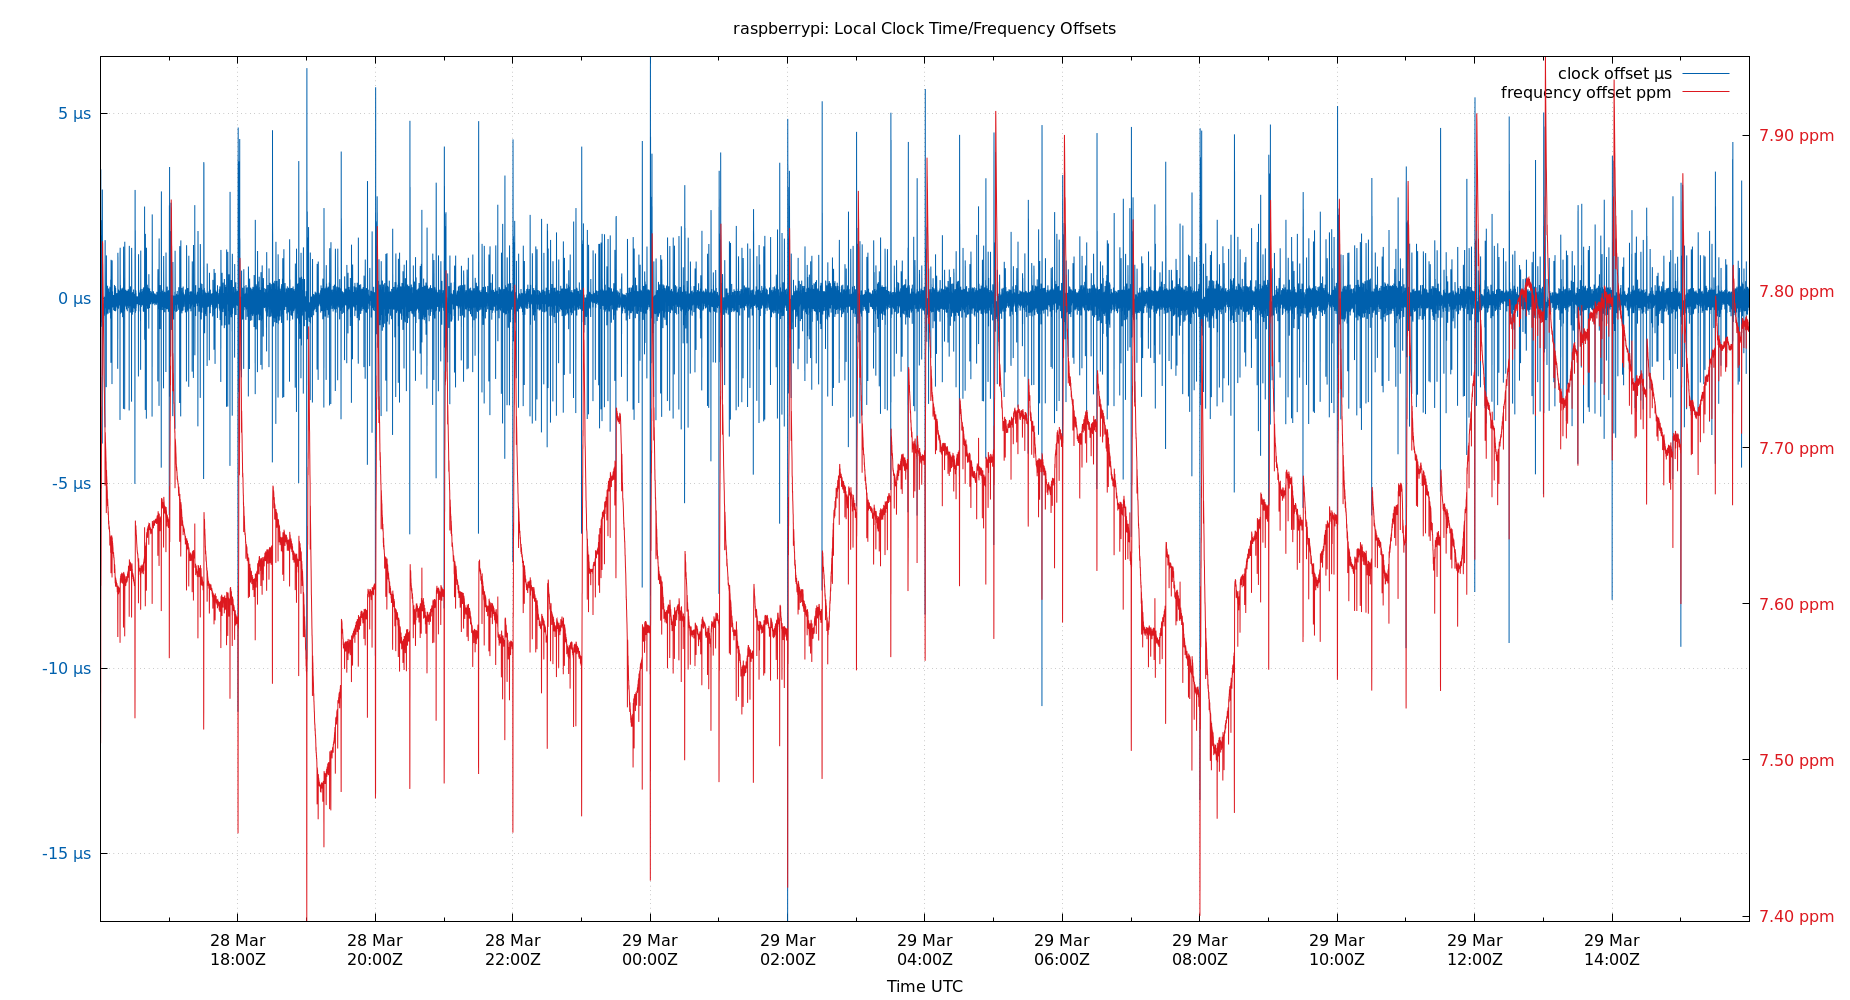 raspberrypi: Local Clock Time/Frequency Offsets
clock offset µs
frequency offset ppm
5 µs
0 µs
-5 µs
-10 µs
-15 µs
7.90 ppm
7.80 ppm
7.70 ppm
7.60 ppm
7.50 ppm
7.40 ppm
28 Mar 28 Mar 28 Mar 29 Mar 29 Mar 29 Mar 29 Mar 29 Mar 29 Mar 29 Mar 29 Mar
18:00Z 20:00Z 22:00Z 00:00Z 02:00Z 04:00Z 06:00Z 08:00Z 10:00Z 12:00Z 14:00Z
Time UTC